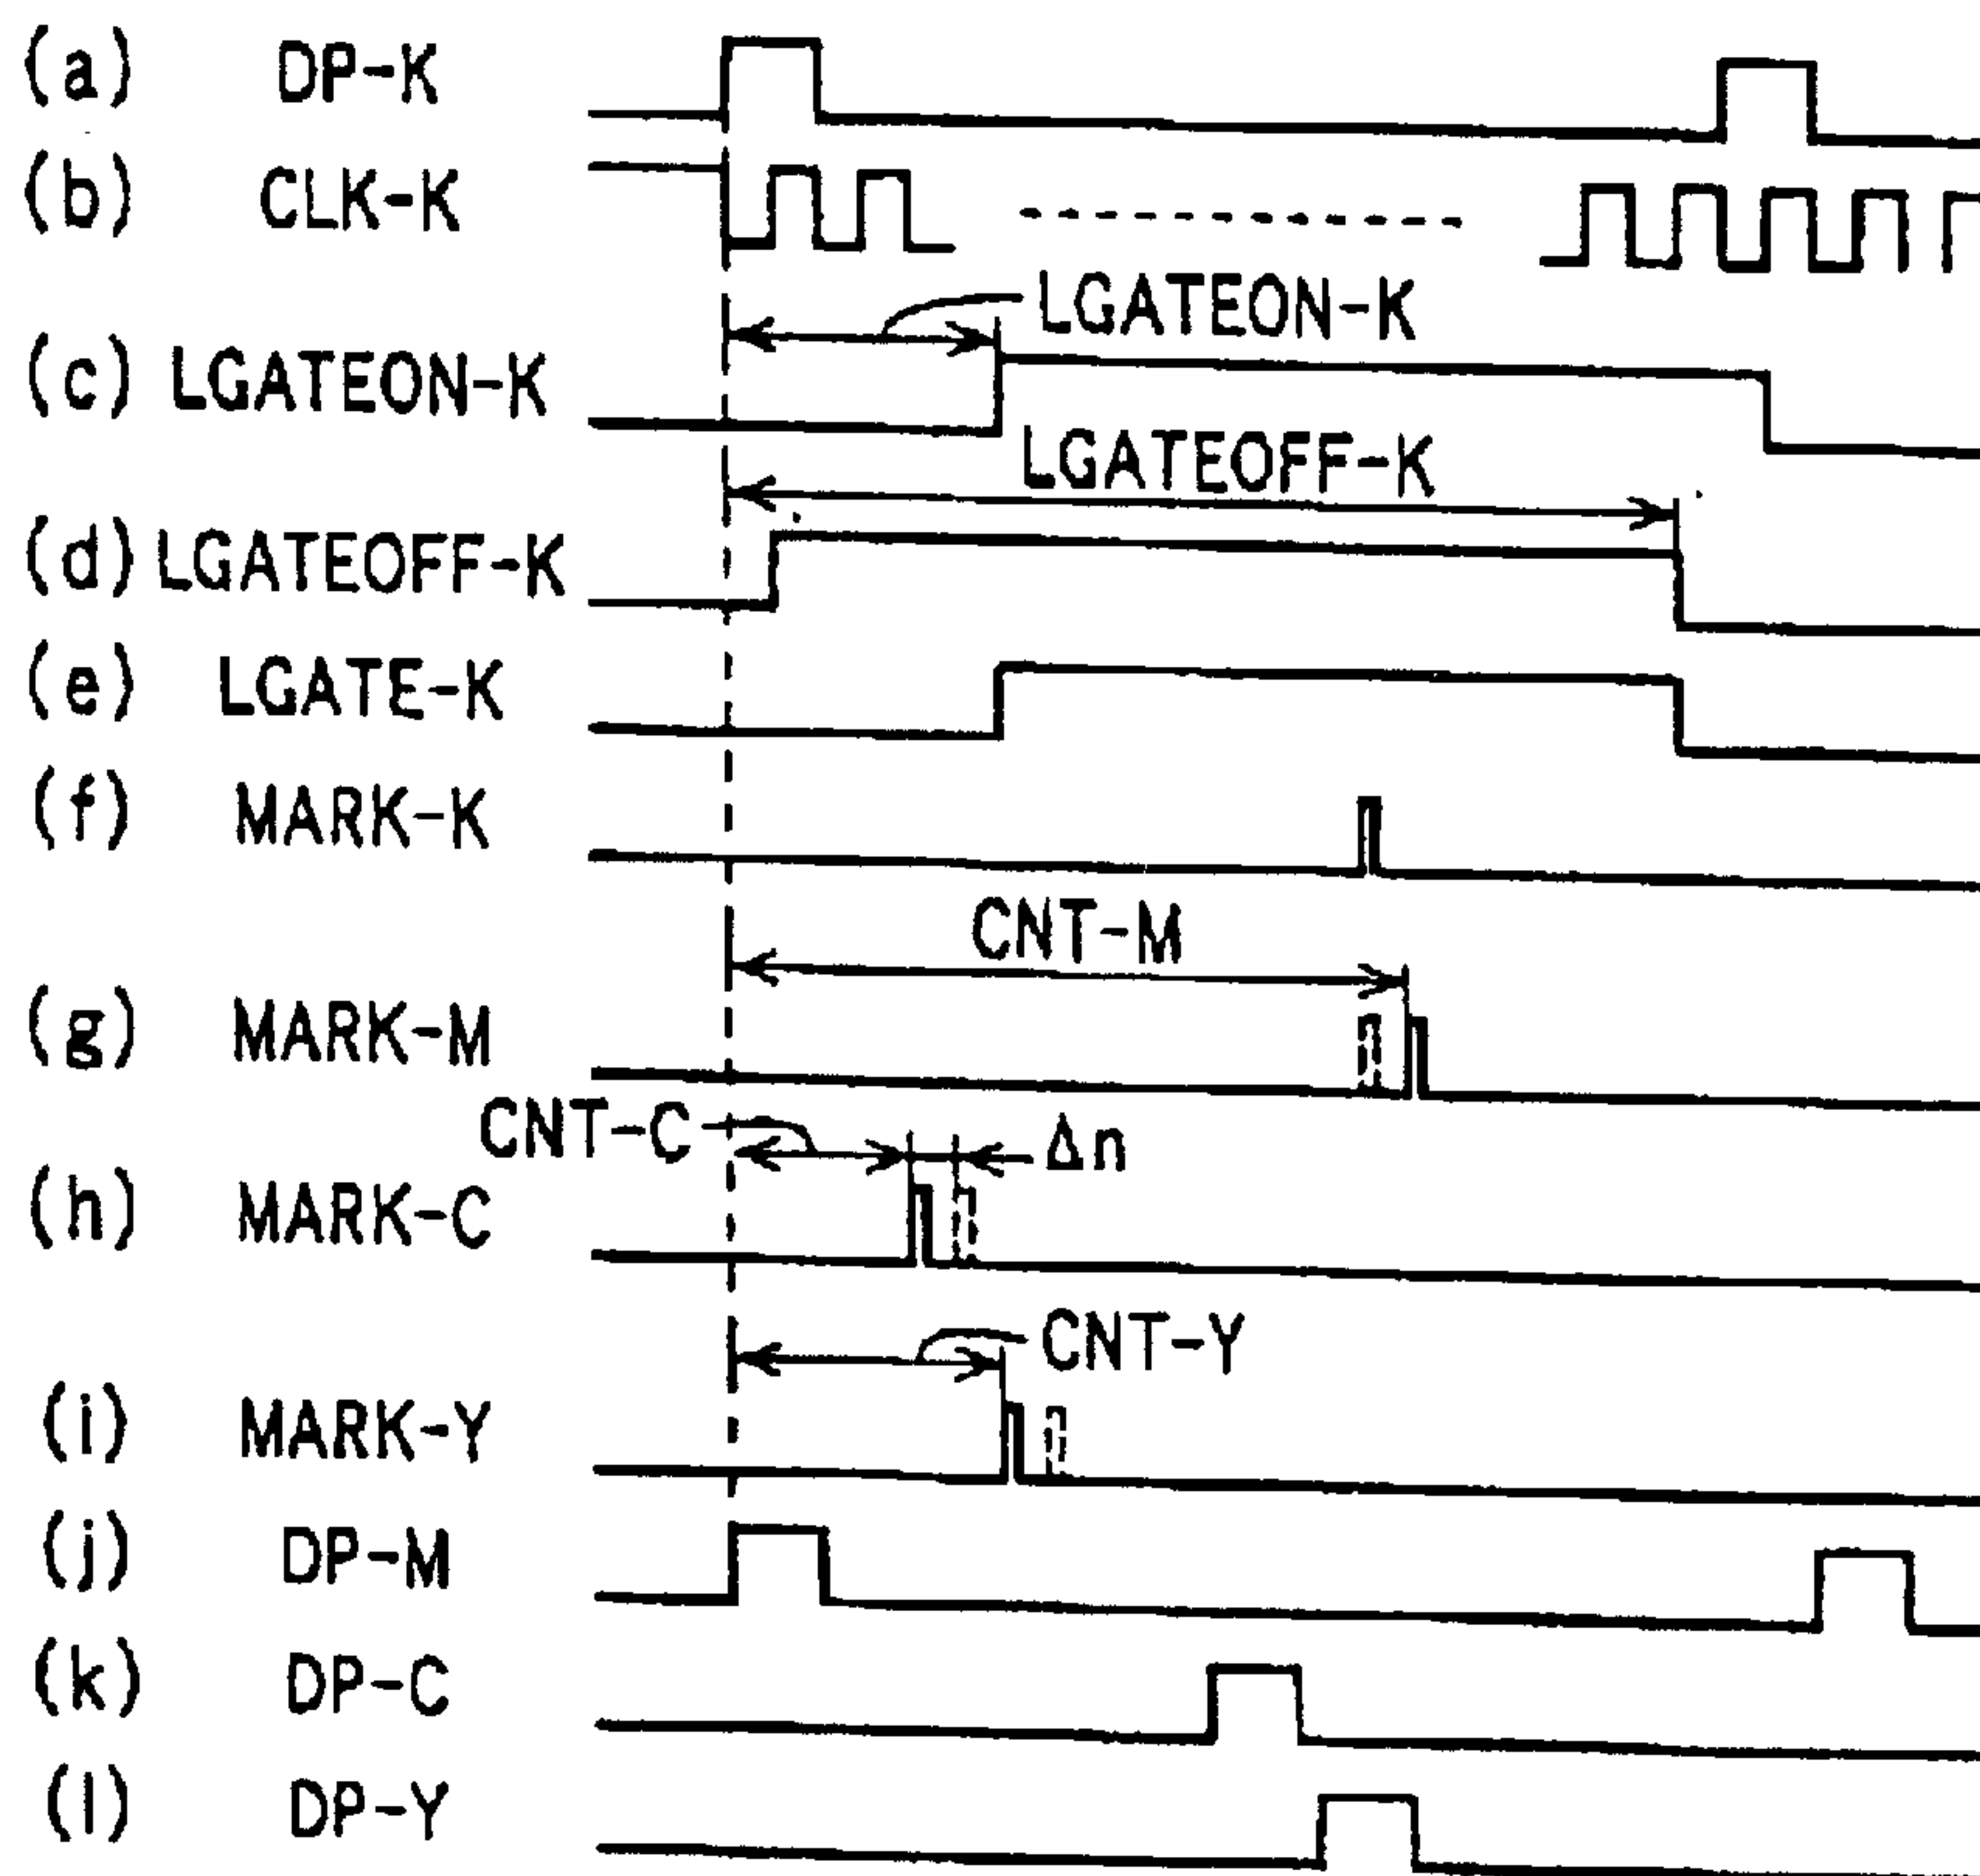 (a) DP-K
(b) CLK-K
LGATEON-K
(c) LGATEON-K
LGATEOFF-K
(d) LGATEOFF-K
(e) LGATE-K
(f) MARK-K
CNT-M
(g) MARK-M
CNT-C Δn
(h) MARK-C
CNT-Y
(i) MARK-Y
(j) DP-M
(k) DP-C
(l) DP-Y